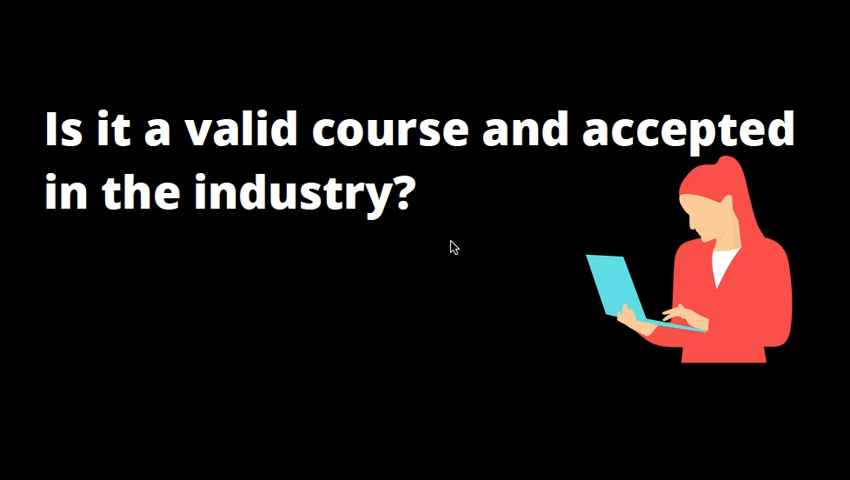 Is it a valid course and accepted
in the industry?